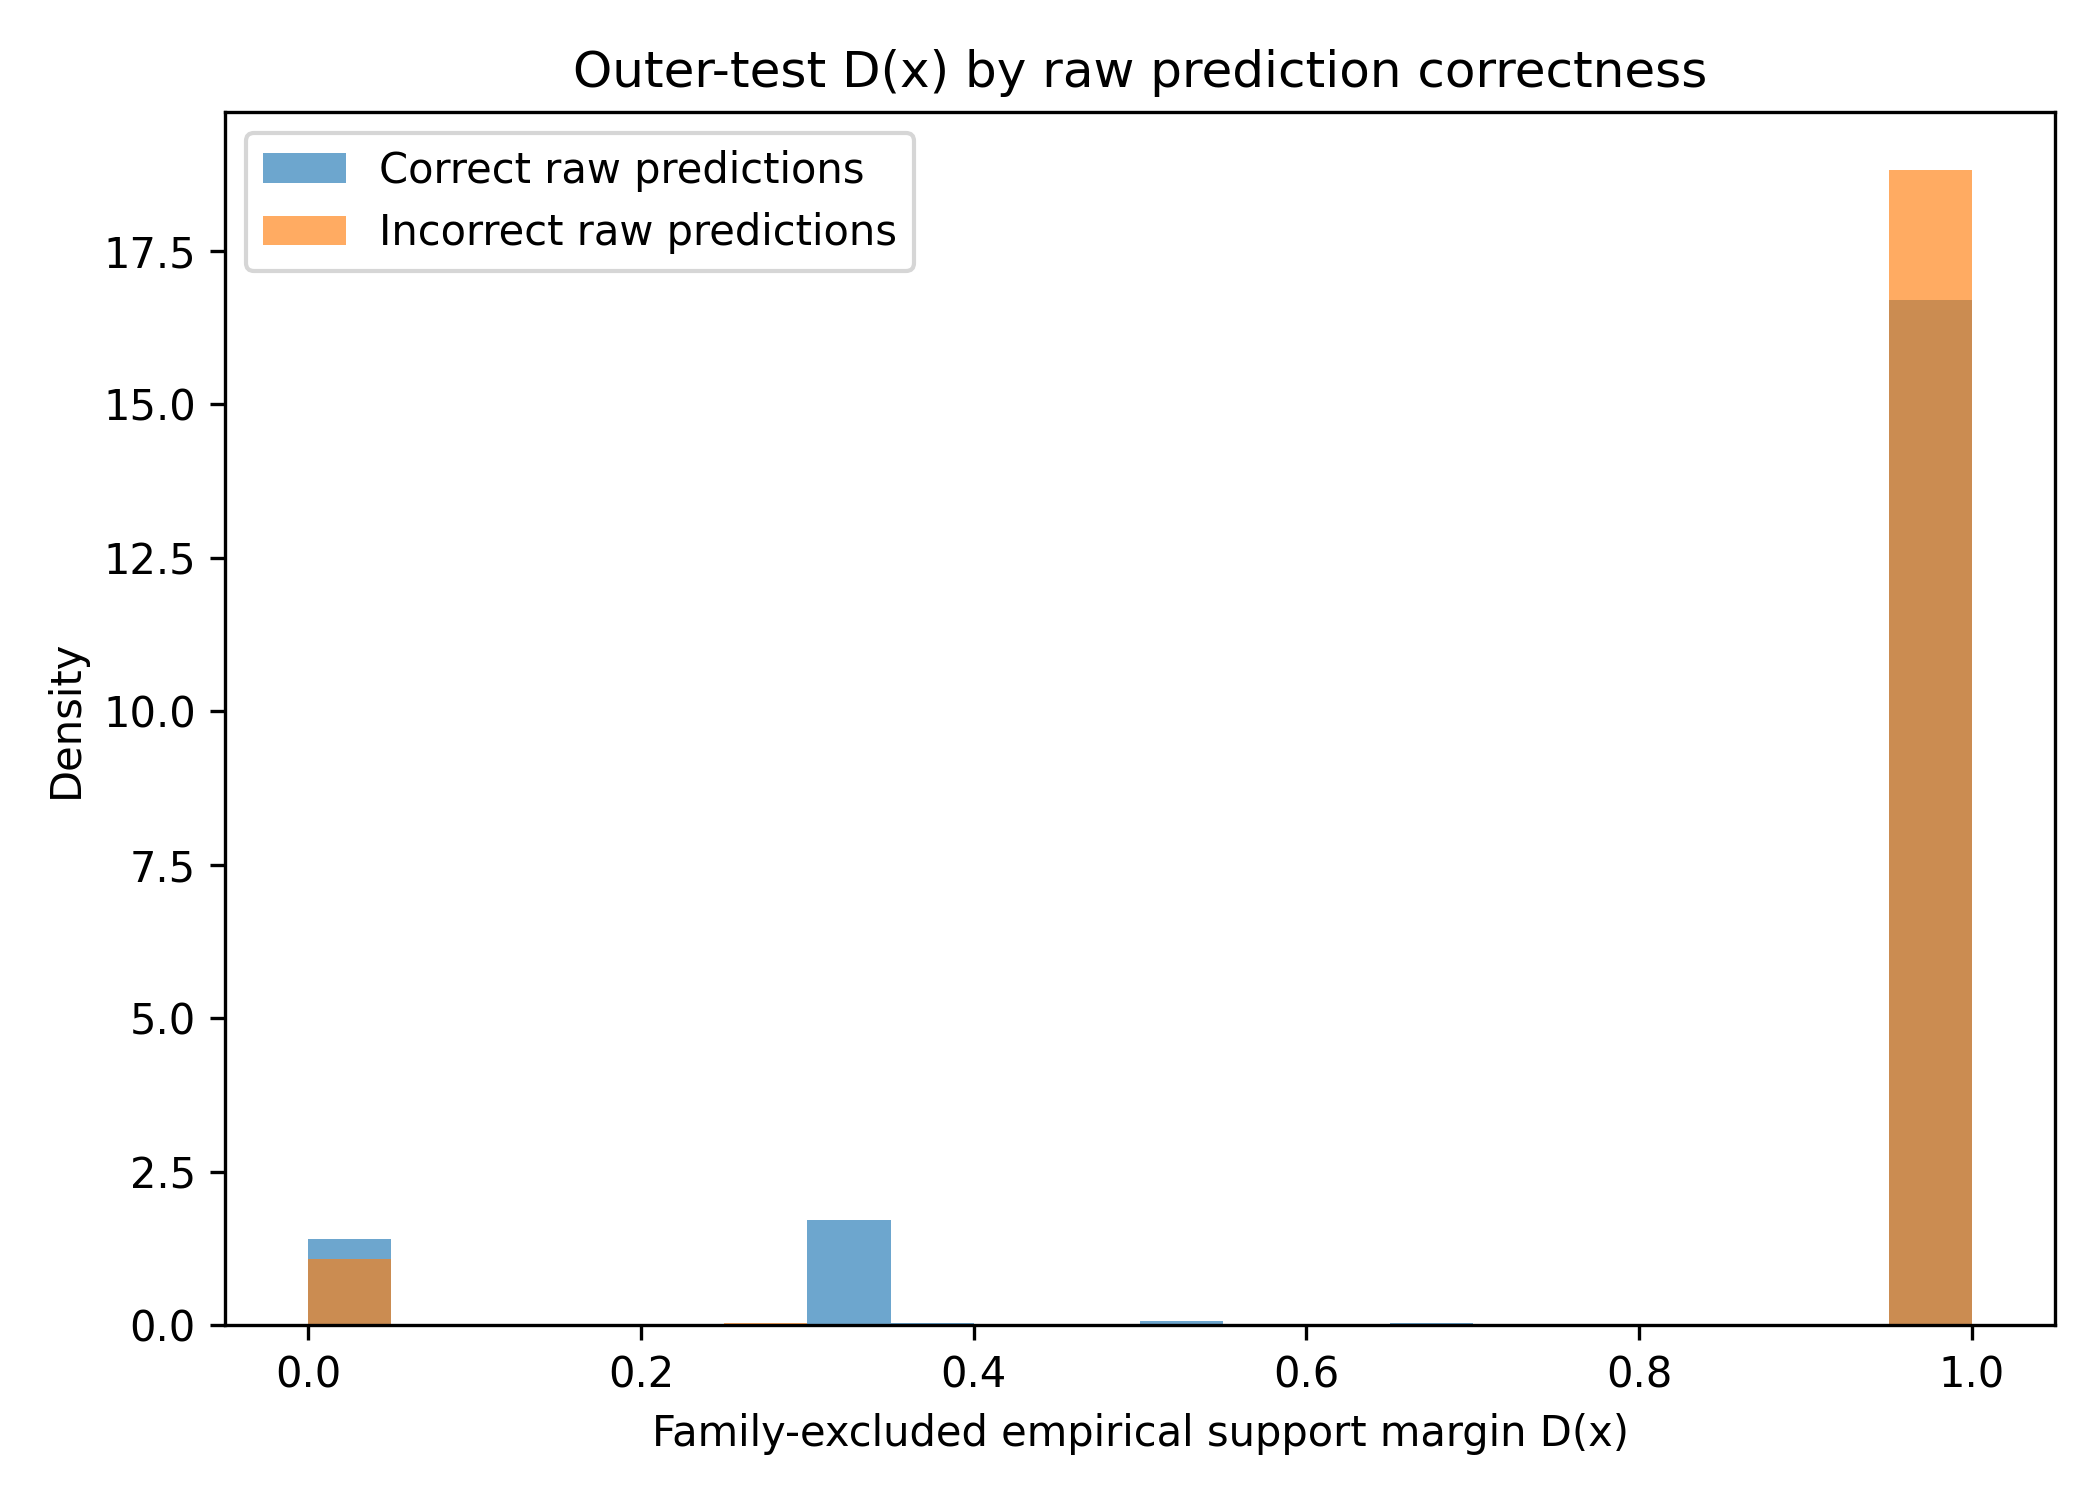 Outer-test D(x) by raw prediction correctness
Correct raw predictions
Incorrect raw predictions
17.5
15.0
12.5
10.0
7.5
5.0
2.5
0.0
Density
0.0 0.2 0.4 0.6 0.8 1.0
Family-excluded empirical support margin D(x)